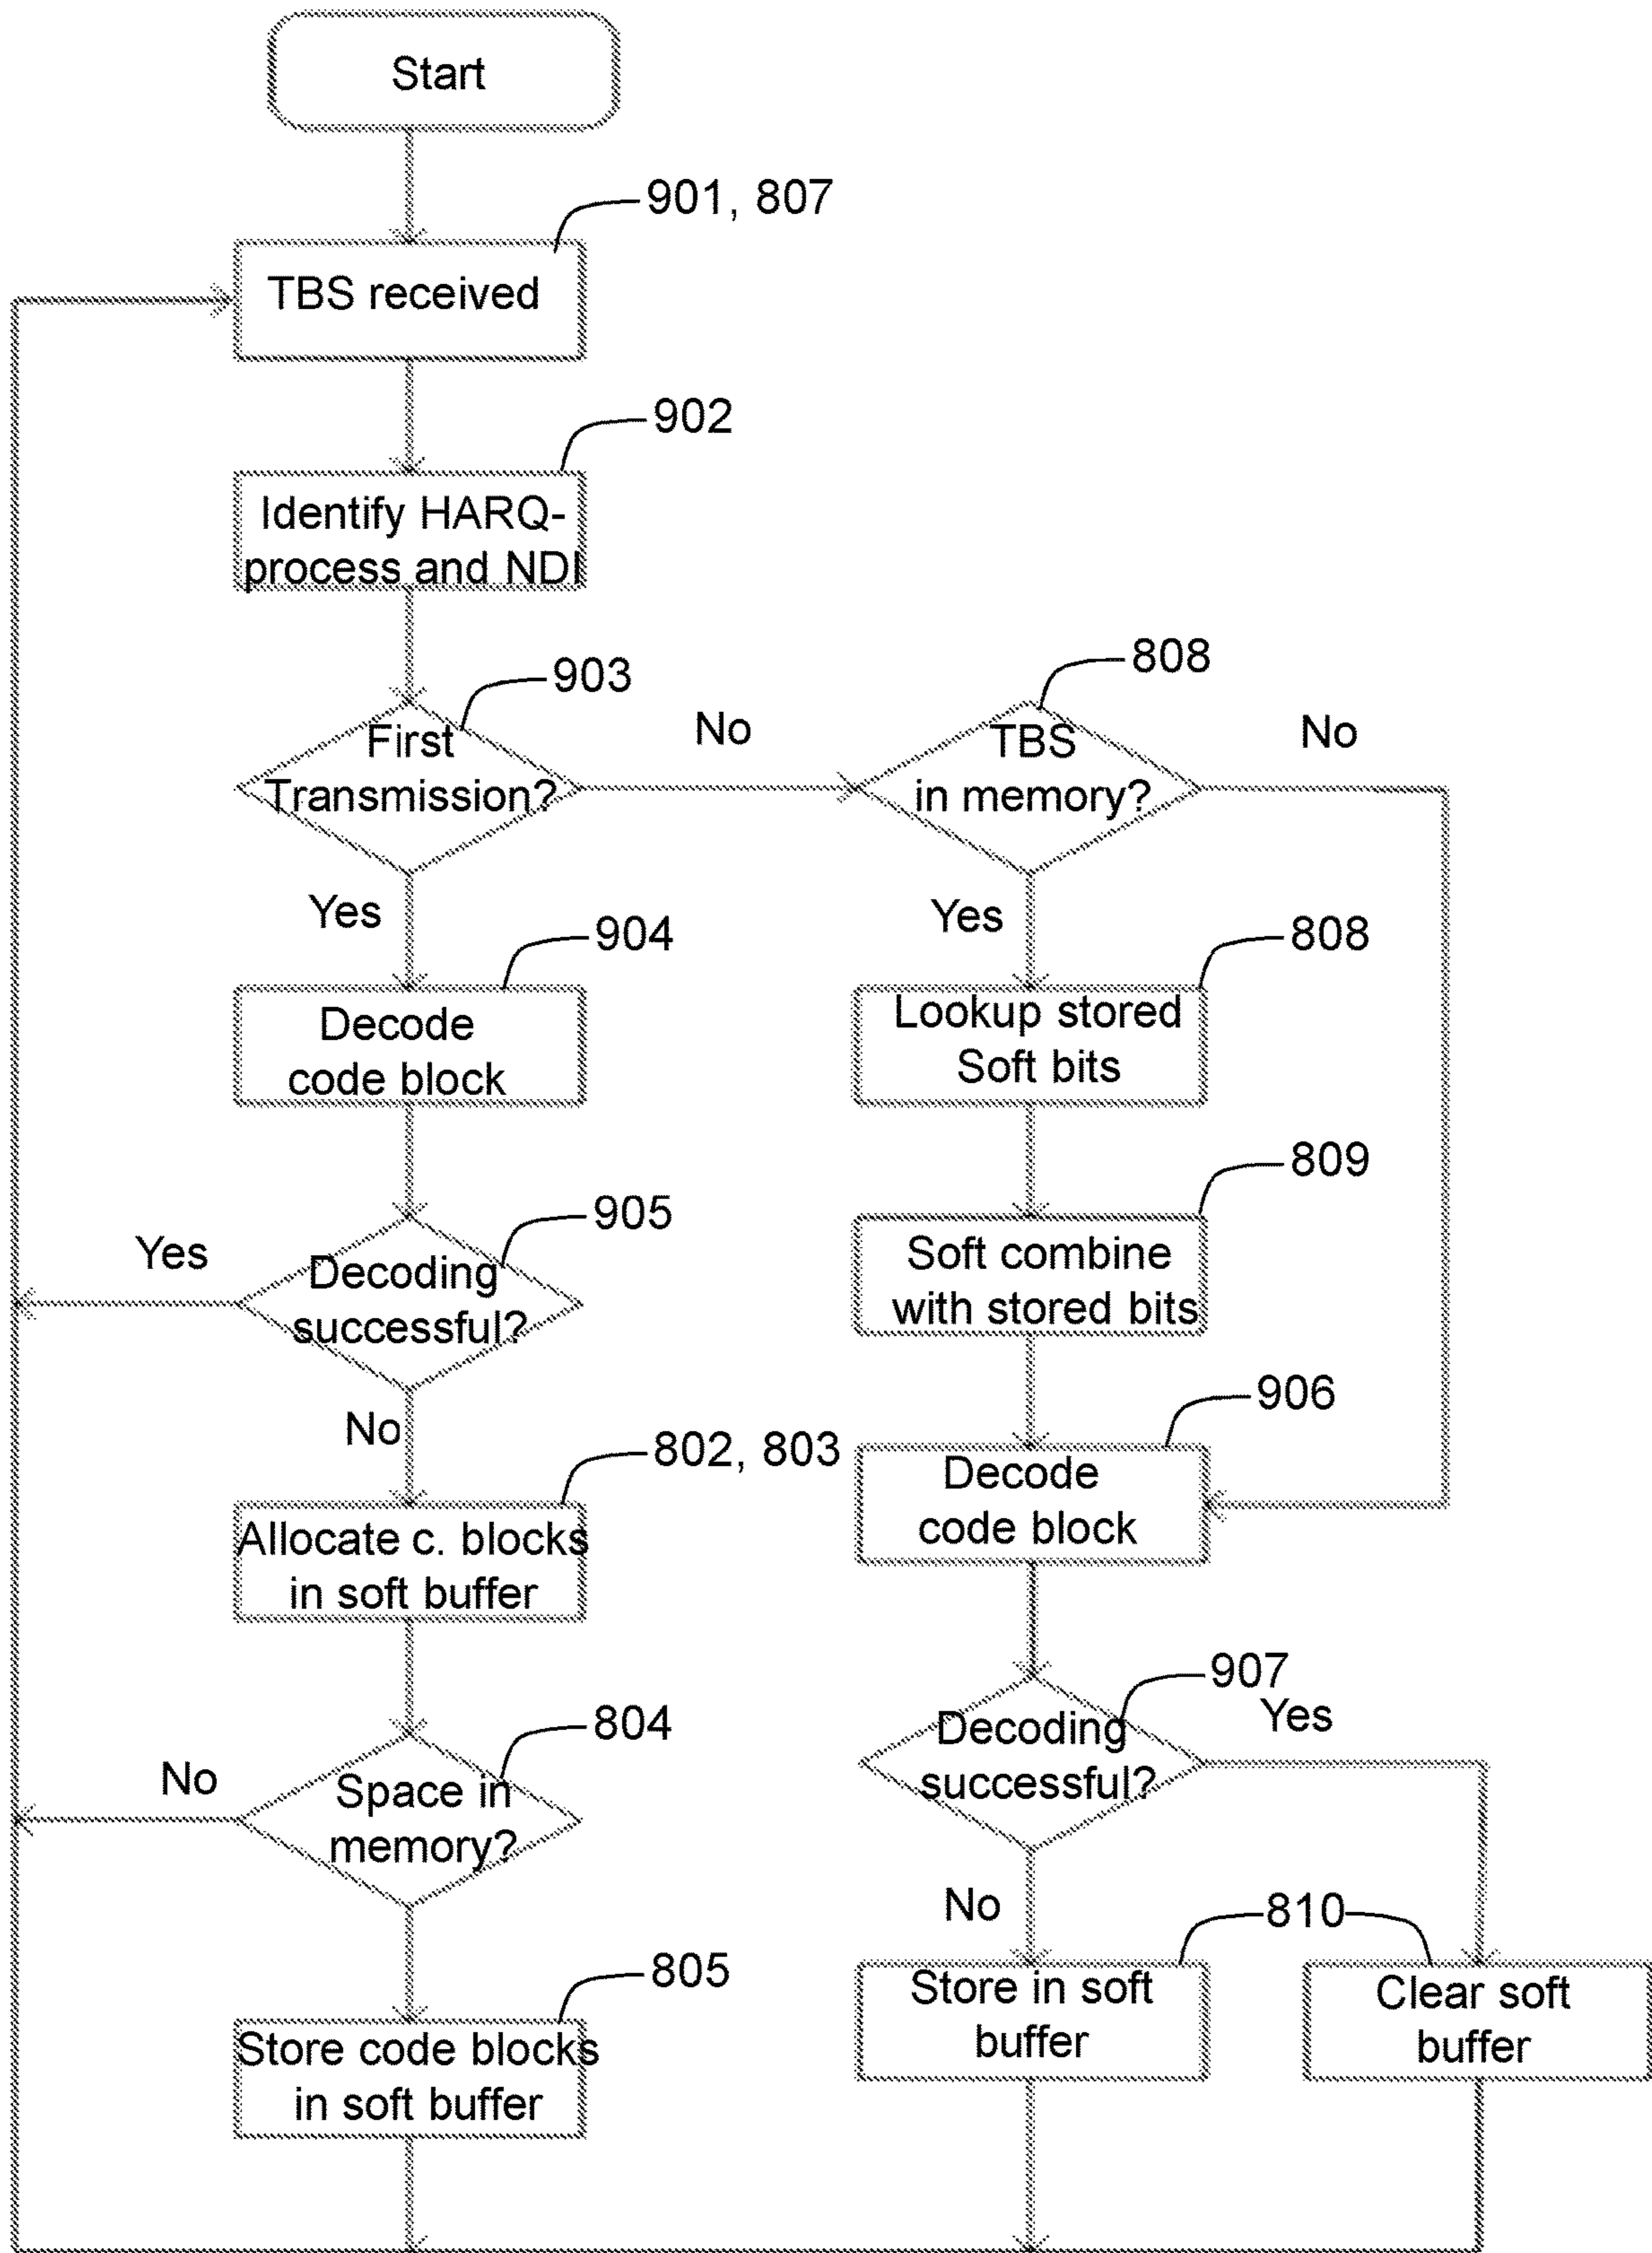 Start
901, 807
TBS received
902
Identify HARQ-
process and NDI
903
First
Transmission?
No
808
TBS
in memory?
No
Yes
Yes
904
Decode
code block
808
Lookup stored
Soft bits
809
Soft combine
with stored bits
905
Decoding
successful?
Yes
No
906
Decode
code block
802, 803
Allocate c. blocks
in soft buffer
907
Decoding
successful?
Yes
No
804
Space in
memory?
No
805
Store code blocks
in soft buffer
810
Store in soft
buffer
Clear soft
buffer